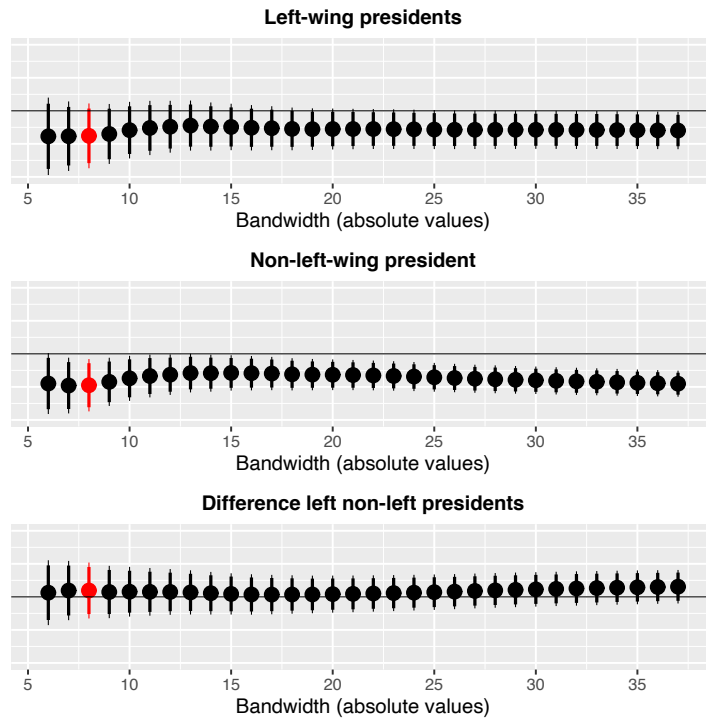 Left-wing presidents
5 10 15 20 25 30 35
Bandwidth (absolute values)
Non-left-wing president
5 10 15 20 25 30 35
Bandwidth (absolute values)
Difference left non-left presidents
5 10 15 20 25 30 35
Bandwidth (absolute values)